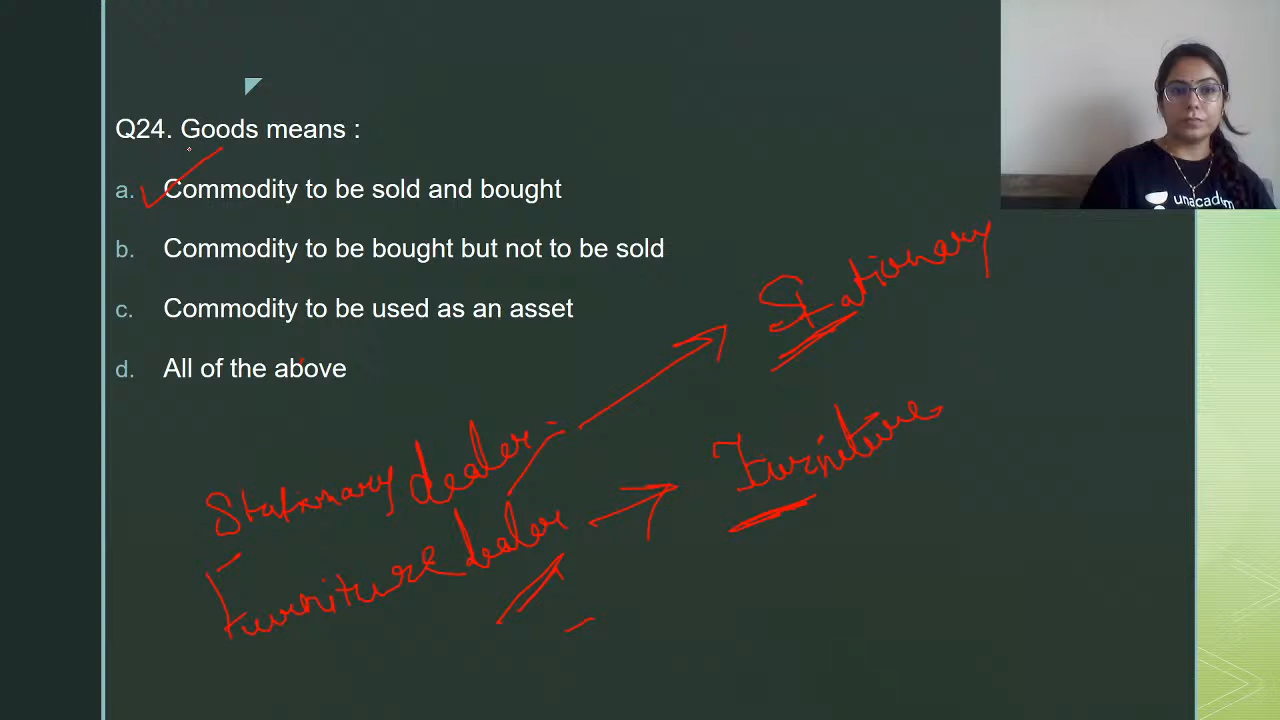 Q24. Goods means :
a. Commodity to be sold and bought
b. Commodity to be bought but not to be sold
c. Commodity to be used as an asset
d. All of the above
Stationary dealer
Stationary
Furniture dealer
Furniture
unacadem